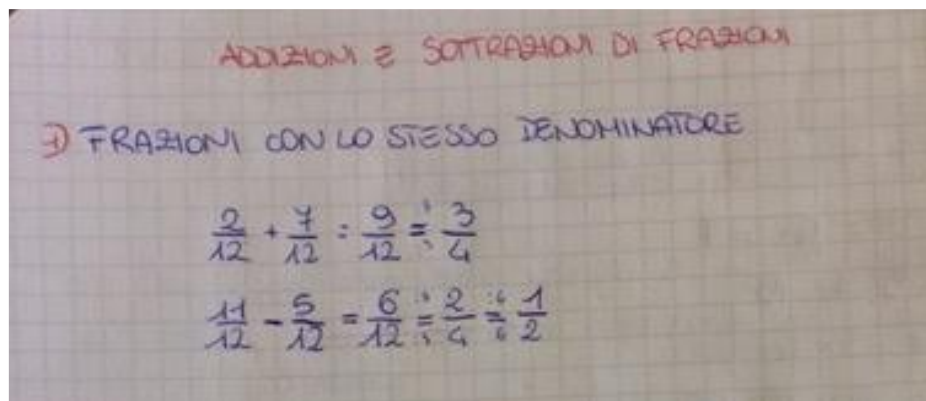 ADDIZIONI E SOTTRAZIONI DI FRAZIONI
1) FRAZIONI CON LO STESSO DENOMINATORE
2/12 + 7/12 = 9/12 = 3/4
11/12 - 5/12 = 6/12 = 2/4 = 1/2